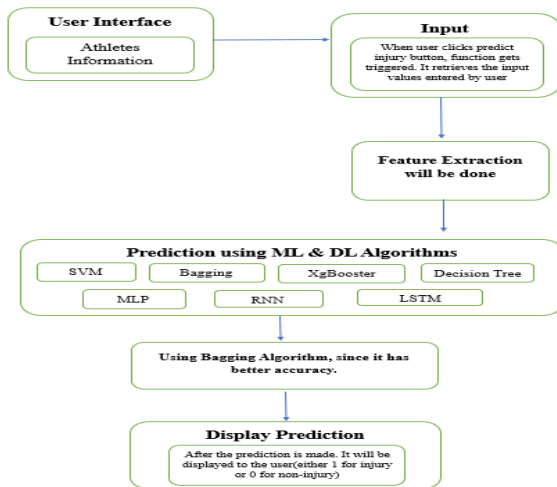 User Interface
Athletes
Information
Input
When user clicks predict
injury button, function gets
triggered. It retrieves the input
values entered by user
Feature Extraction
will be done
Prediction using ML & DL Algorithms
SVM
Bagging
XgBooster
Decision Tree
MLP
RNN
LSTM
Using Bagging Algorithm, since it has
better accuracy.
Display Prediction
After the prediction is made. It will be
displayed to the user(either 1 for injury
or 0 for non-injury)